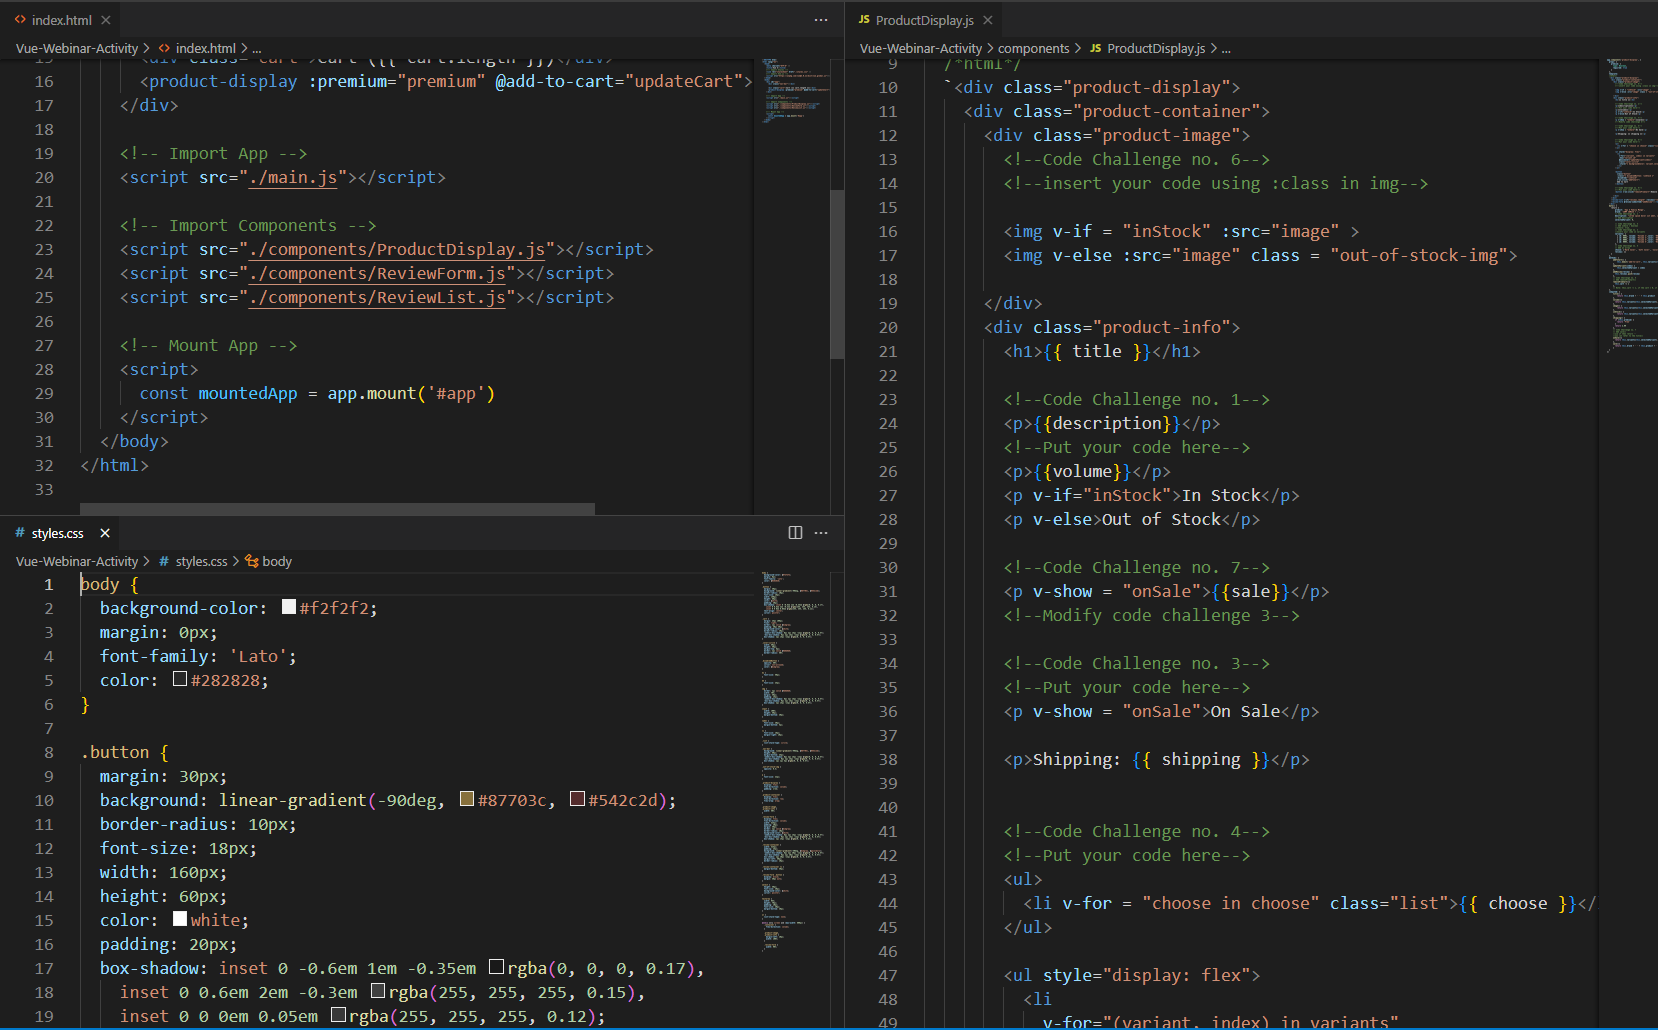 index.html
Vue-Webinar-Activity > index.html > ...
15 <div class="cart">Cart ({{ cart.length }})</div>
16 <product-display :premium="premium" @add-to-cart="updateCart">
17 </div>
18
19 <!-- Import App -->
20 <script src="./main.js"></script>
21
22 <!-- Import Components -->
23 <script src="./components/ProductDisplay.js"></script>
24 <script src="./components/ReviewForm.js"></script>
25 <script src="./components/ReviewList.js"></script>
26
27 <!-- Mount App -->
28 <script>
29 const mountedApp = app.mount('#app')
30 </script>
31 </body>
32 </html>
33
styles.css
Vue-Webinar-Activity > styles.css > body
1 body {
2 background-color: #f2f2f2;
3 margin: 0px;
4 font-family: 'Lato';
5 color: #282828;
6 }
7
8 .button {
9 margin: 30px;
10 background: linear-gradient(-90deg, #87703c, #542c2d);
11 border-radius: 10px;
12 font-size: 18px;
13 width: 160px;
14 height: 60px;
15 color: white;
16 padding: 20px;
17 box-shadow: inset 0 -0.6em 1em -0.35em rgba(0, 0, 0, 0.17),
18 inset 0 0.6em 2em -0.3em rgba(255, 255, 255, 0.15),
19 inset 0 0 0em 0.05em rgba(255, 255, 255, 0.12);
JS ProductDisplay.js
Vue-Webinar-Activity > components > JS ProductDisplay.js > ...
9 /*html*/
10 `<div class="product-display">
11 <div class="product-container">
12 <div class="product-image">
13 <!--Code Challenge no. 6-->
14 <!--insert your code using :class in img-->
15
16 <img v-if = "inStock" :src="image" >
17 <img v-else :src="image" class = "out-of-stock-img">
18
19 </div>
20 <div class="product-info">
21 <h1>{{ title }}</h1>
22
23 <!--Code Challenge no. 1-->
24 <p>{{description}}</p>
25 <!--Put your code here-->
26 <p>{{volume}}</p>
27 <p v-if="inStock">In Stock</p>
28 <p v-else>Out of Stock</p>
29
30 <!--Code Challenge no. 7-->
31 <p v-show = "onSale">{{sale}}</p>
32 <!--Modify code challenge 3-->
33
34 <!--Code Challenge no. 3-->
35 <!--Put your code here-->
36 <p v-show = "onSale">On Sale</p>
37
38 <p>Shipping: {{ shipping }}</p>
39
40
41 <!--Code Challenge no. 4-->
42 <!--Put your code here-->
43 <ul>
44 <li v-for = "choose in choose" class="list">{{ choose }}</
45 </ul>
46
47 <ul style="display: flex">
48 <li
49 v-for="(variant, index) in variants"